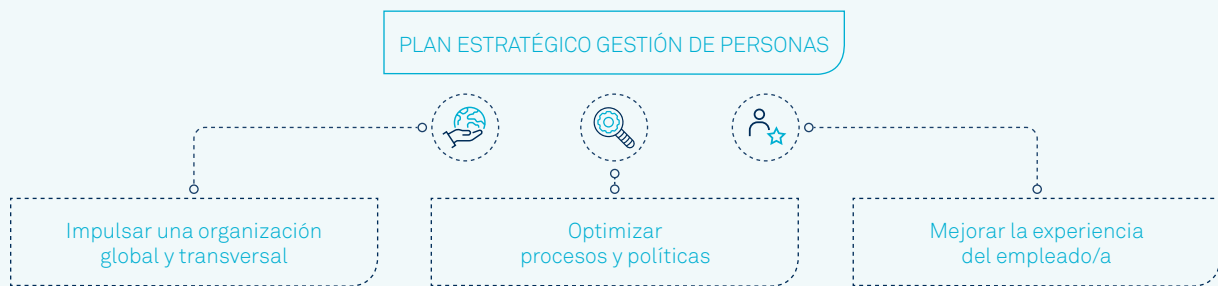 PLAN ESTRATÉGICO GESTIÓN DE PERSONAS
Impulsar una organización
global y transversal
Optimizar
procesos y políticas
Mejorar la experiencia
del empleado/a